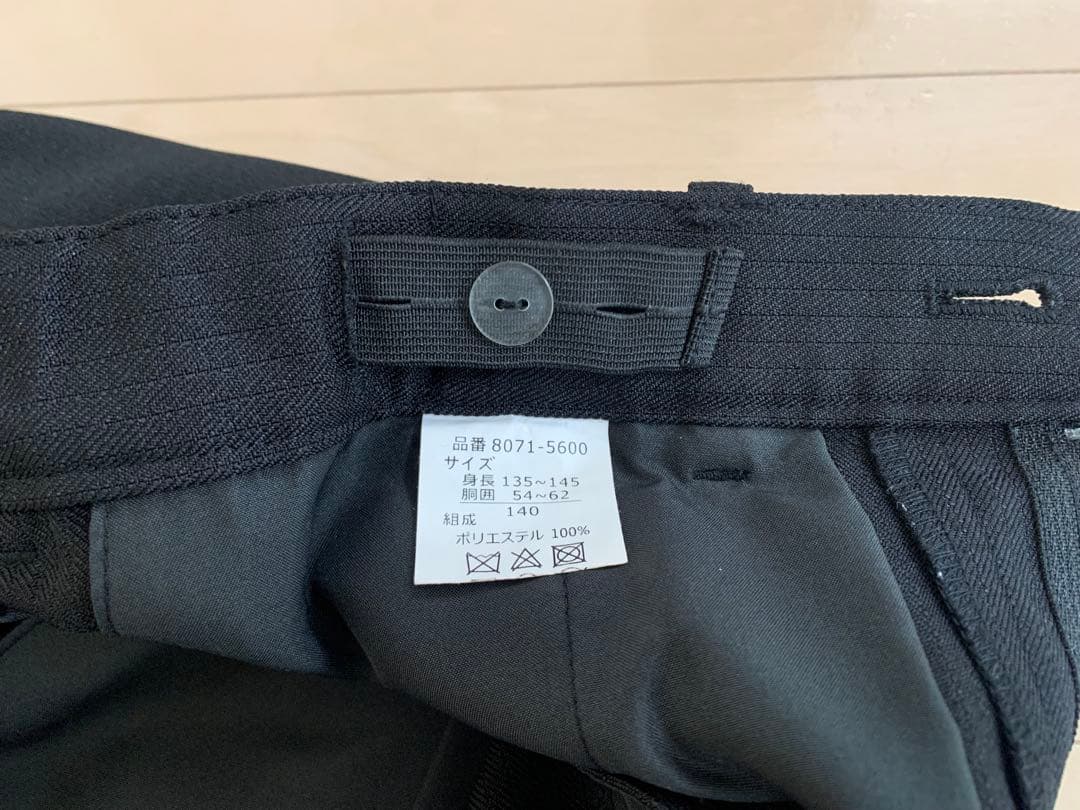 品番 8071-5600
サイズ
身長 135~145
胴囲 54~62
140
組成
ポリエステル 100%